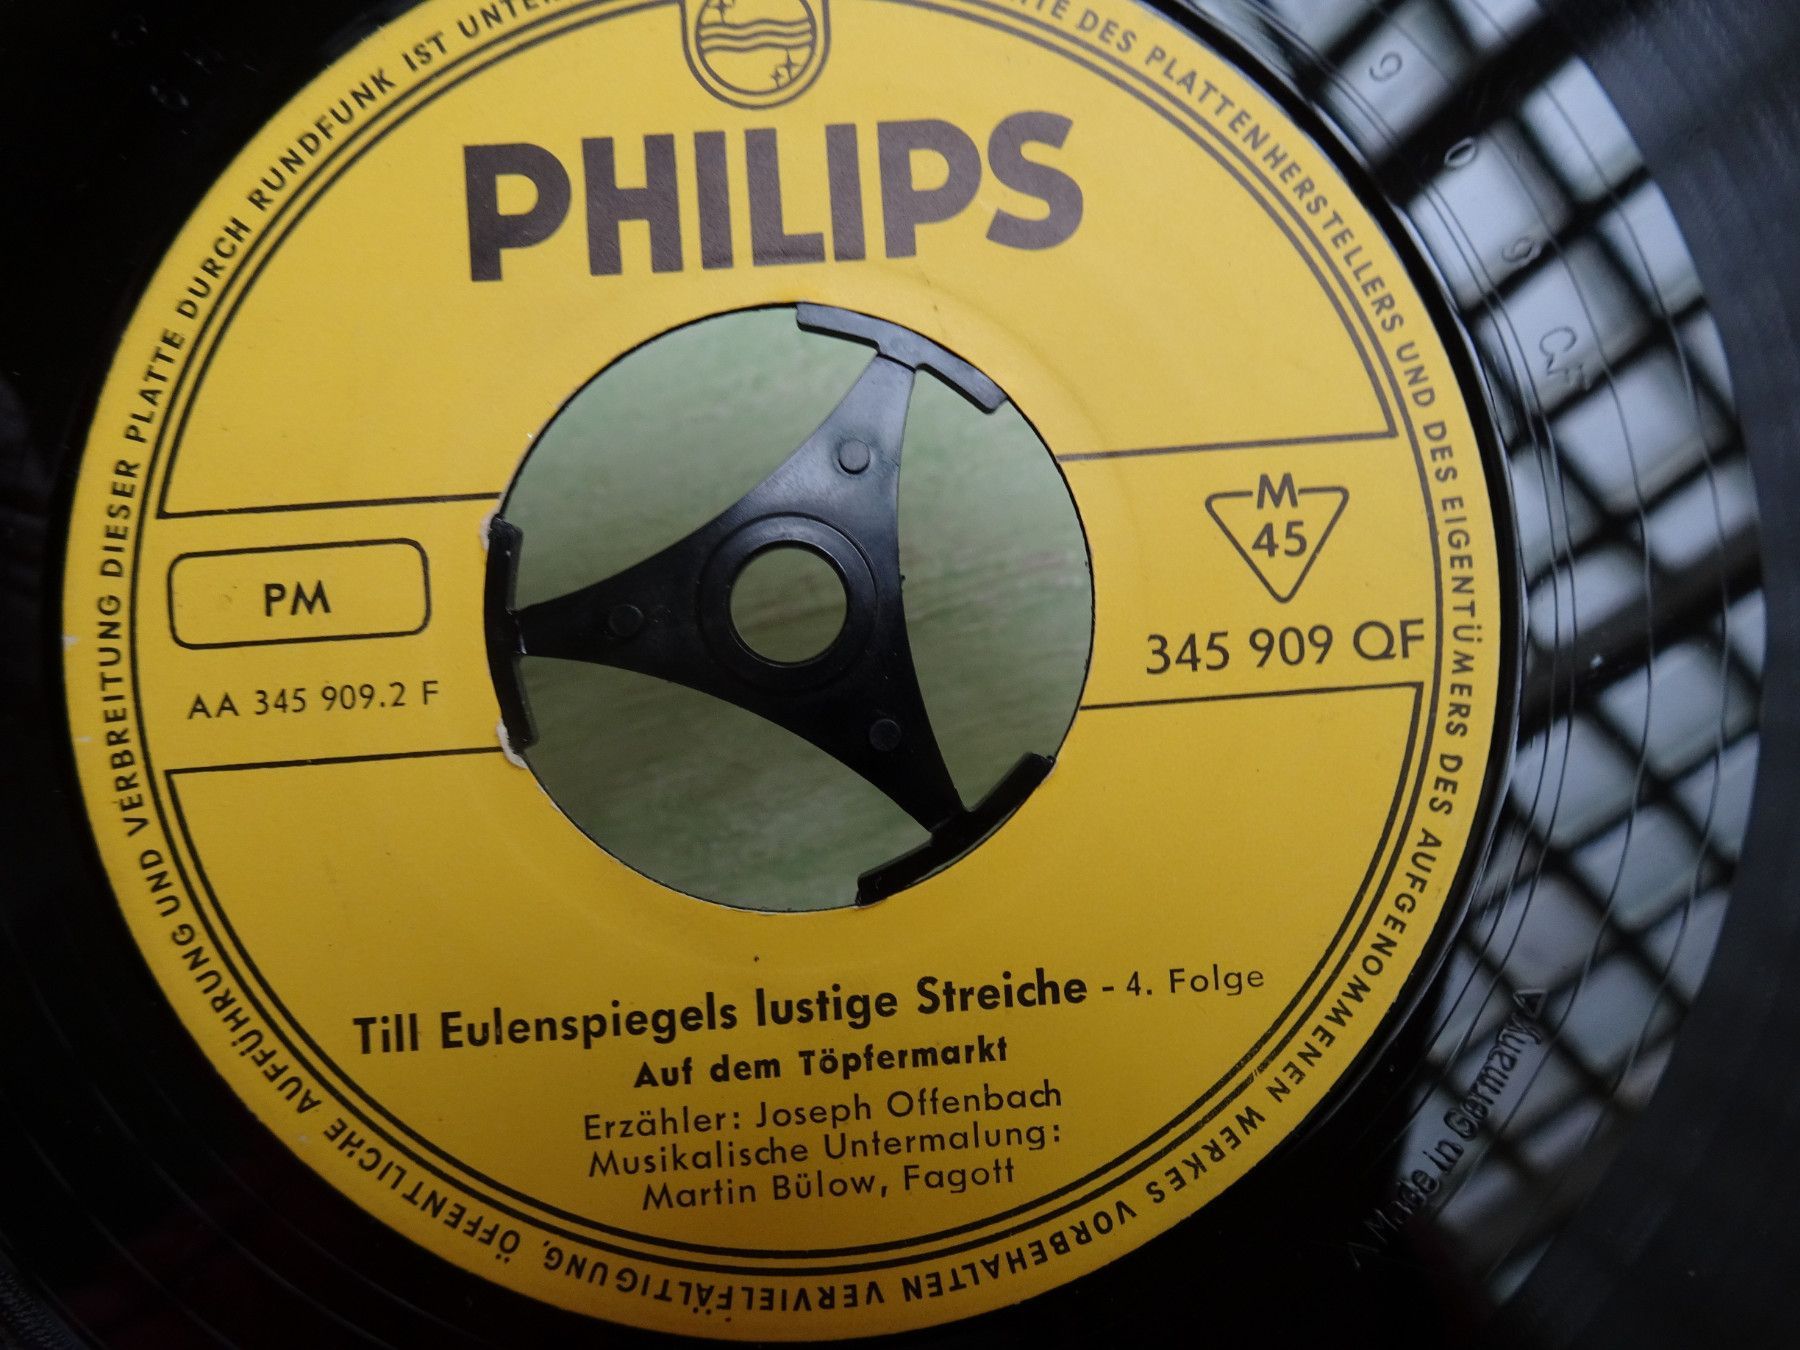 PHILIPS
PM
AA 345 909.2 F
M
45
345 909 QF
Till Eulenspiegels lustige Streiche - 4. Folge
Auf dem Töpfermarkt
Erzähler: Joseph Offenbach
Musikalische Untermalung:
Martin Bülow, Fagott
DES PLATTENHERSTELLERS UND DES EIGENTÜMERS DES AUFGENOMMENEN WERKES VORBEHALTEN VERVIELFÄLTIGUNG, ÖFFENTLICHE AUFFÜHRUNG UND VERBREITUNG DIESER PLATTE DURCH RUNDFUNK IST
Made in Germany